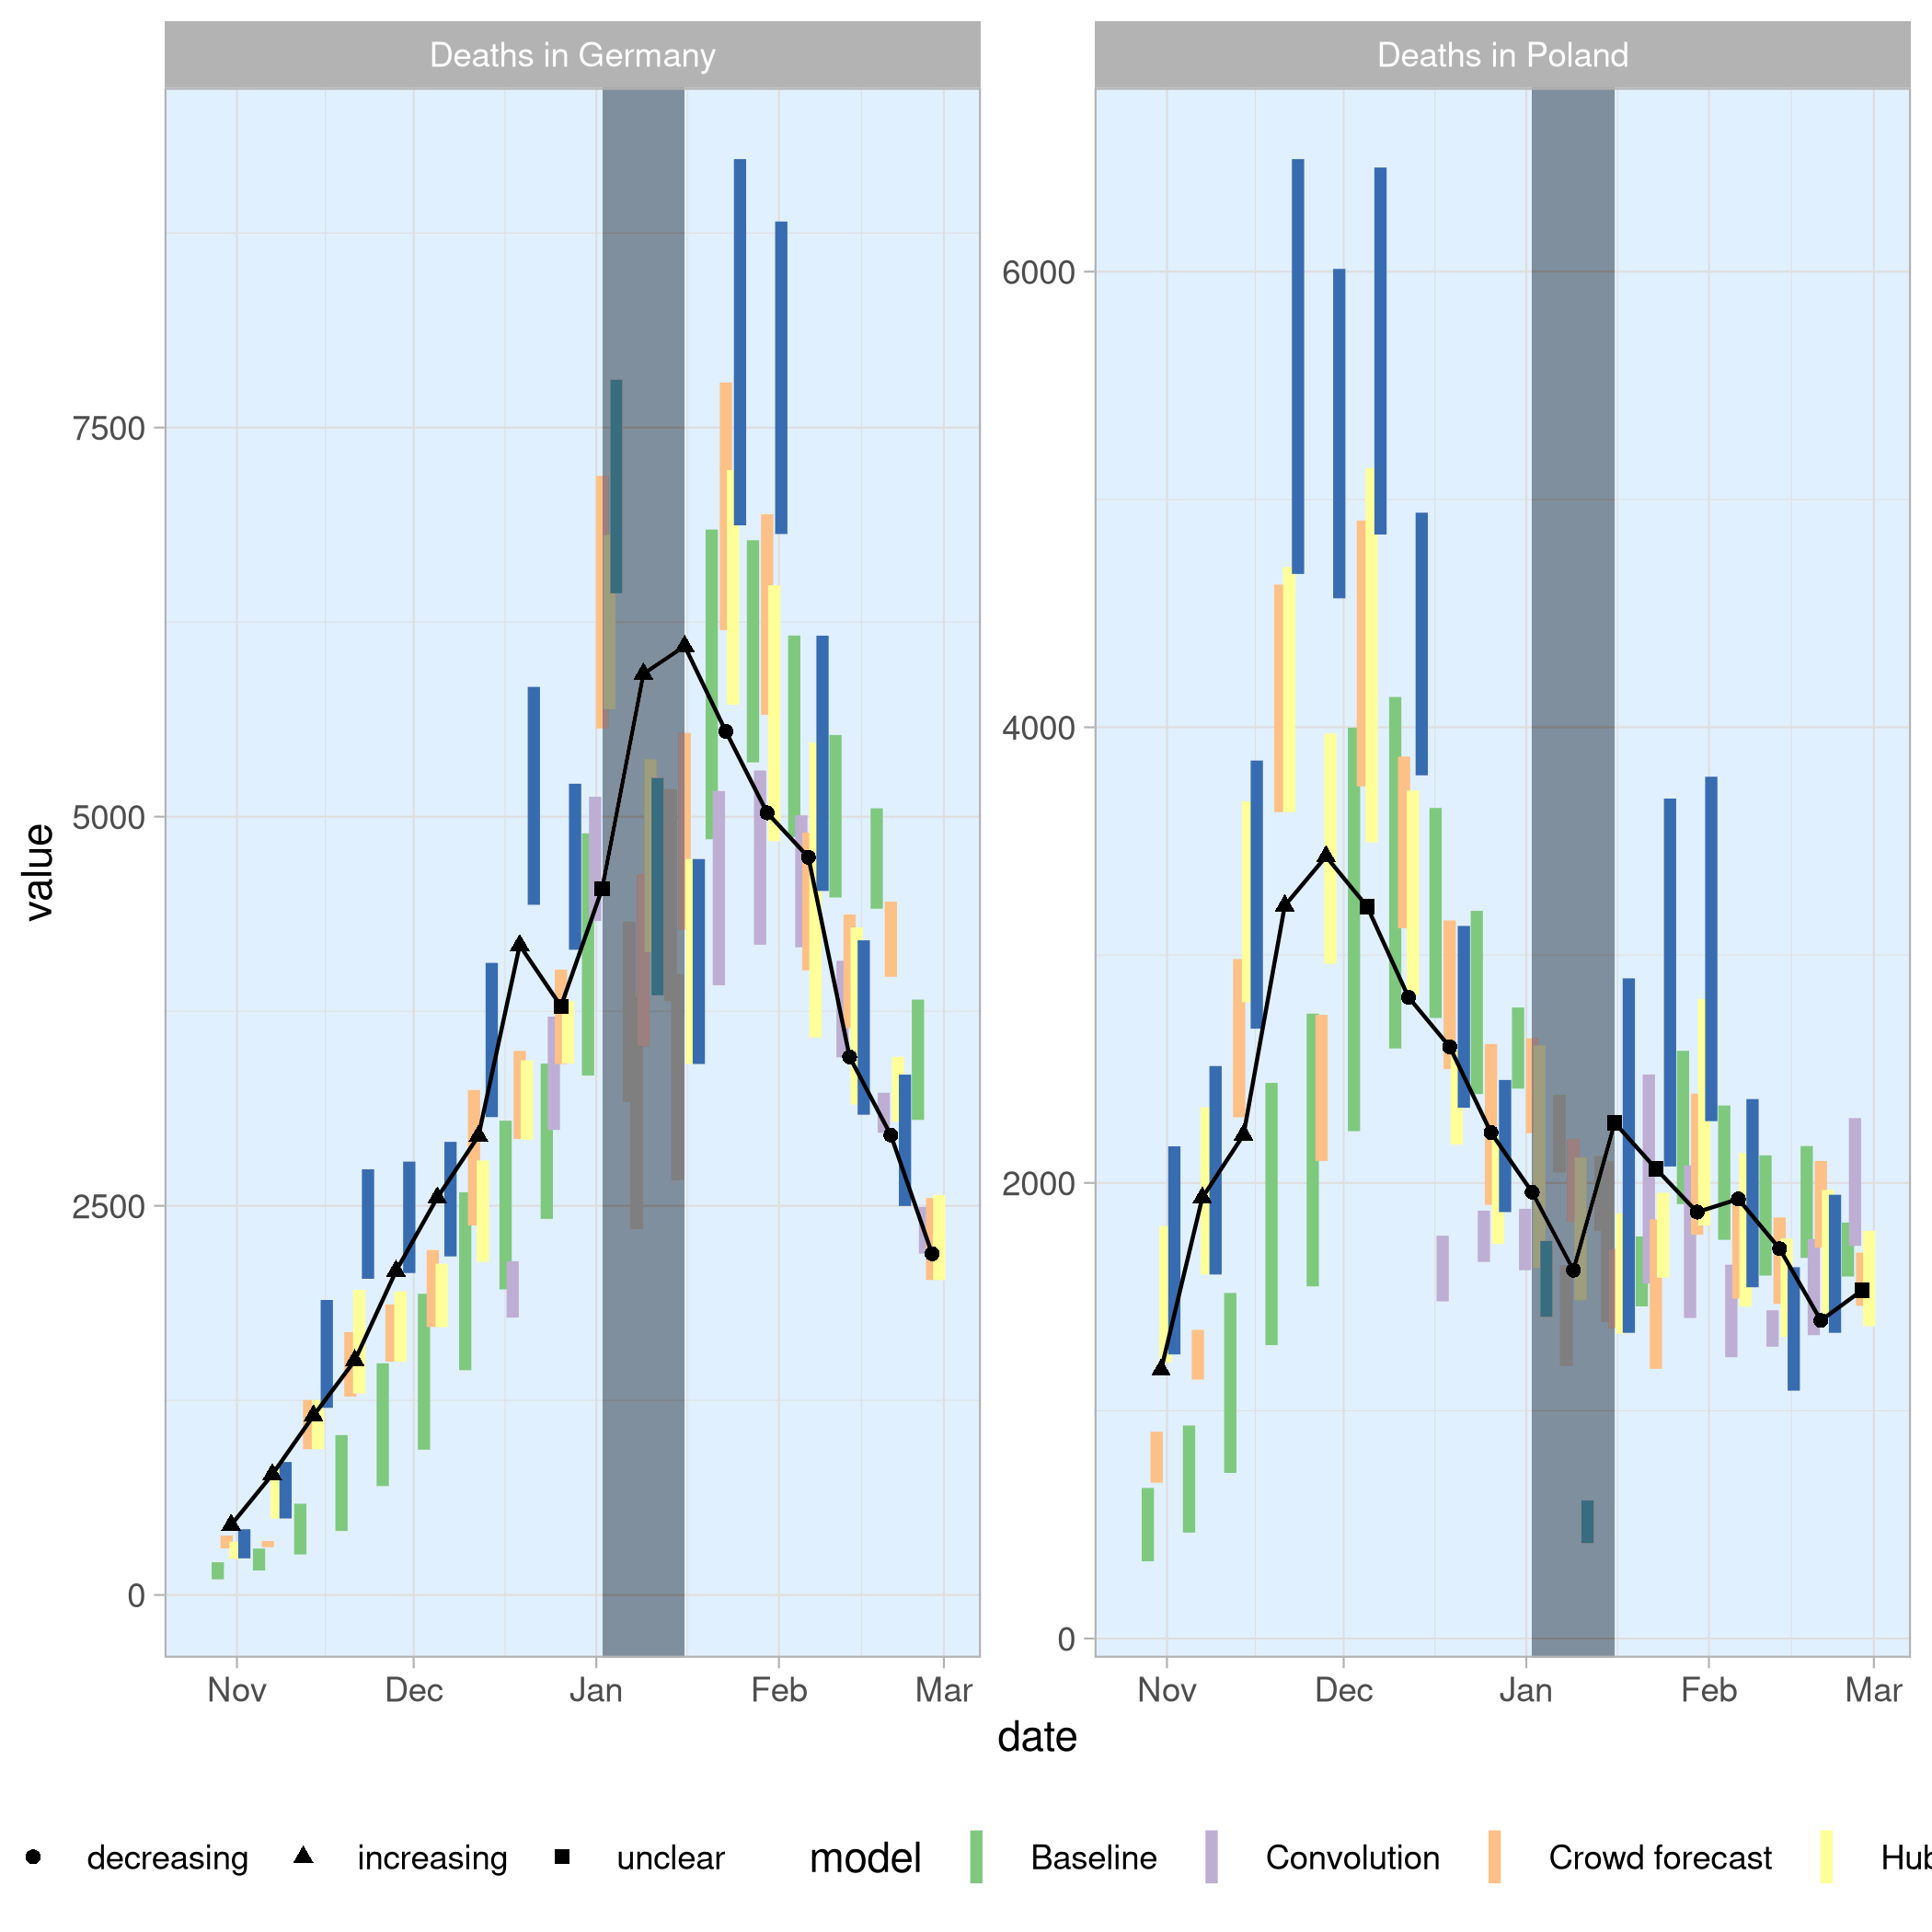 Deaths in Germany
Deaths in Poland
7500
5000
2500
0
6000
4000
2000
0
value
Nov Dec Jan Feb Mar
Nov Dec Jan Feb Mar
date
decreasing increasing unclear model Baseline Convolution Crowd forecast